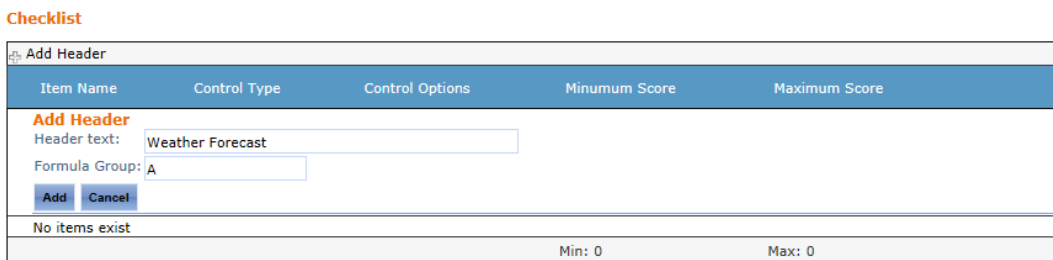 Checklist
Add Header
Item Name Control Type Control Options Minumum Score Maximum Score
Add Header
Header text: Weather Forecast
Formula Group: A
Add Cancel
No items exist
Min: 0 Max: 0